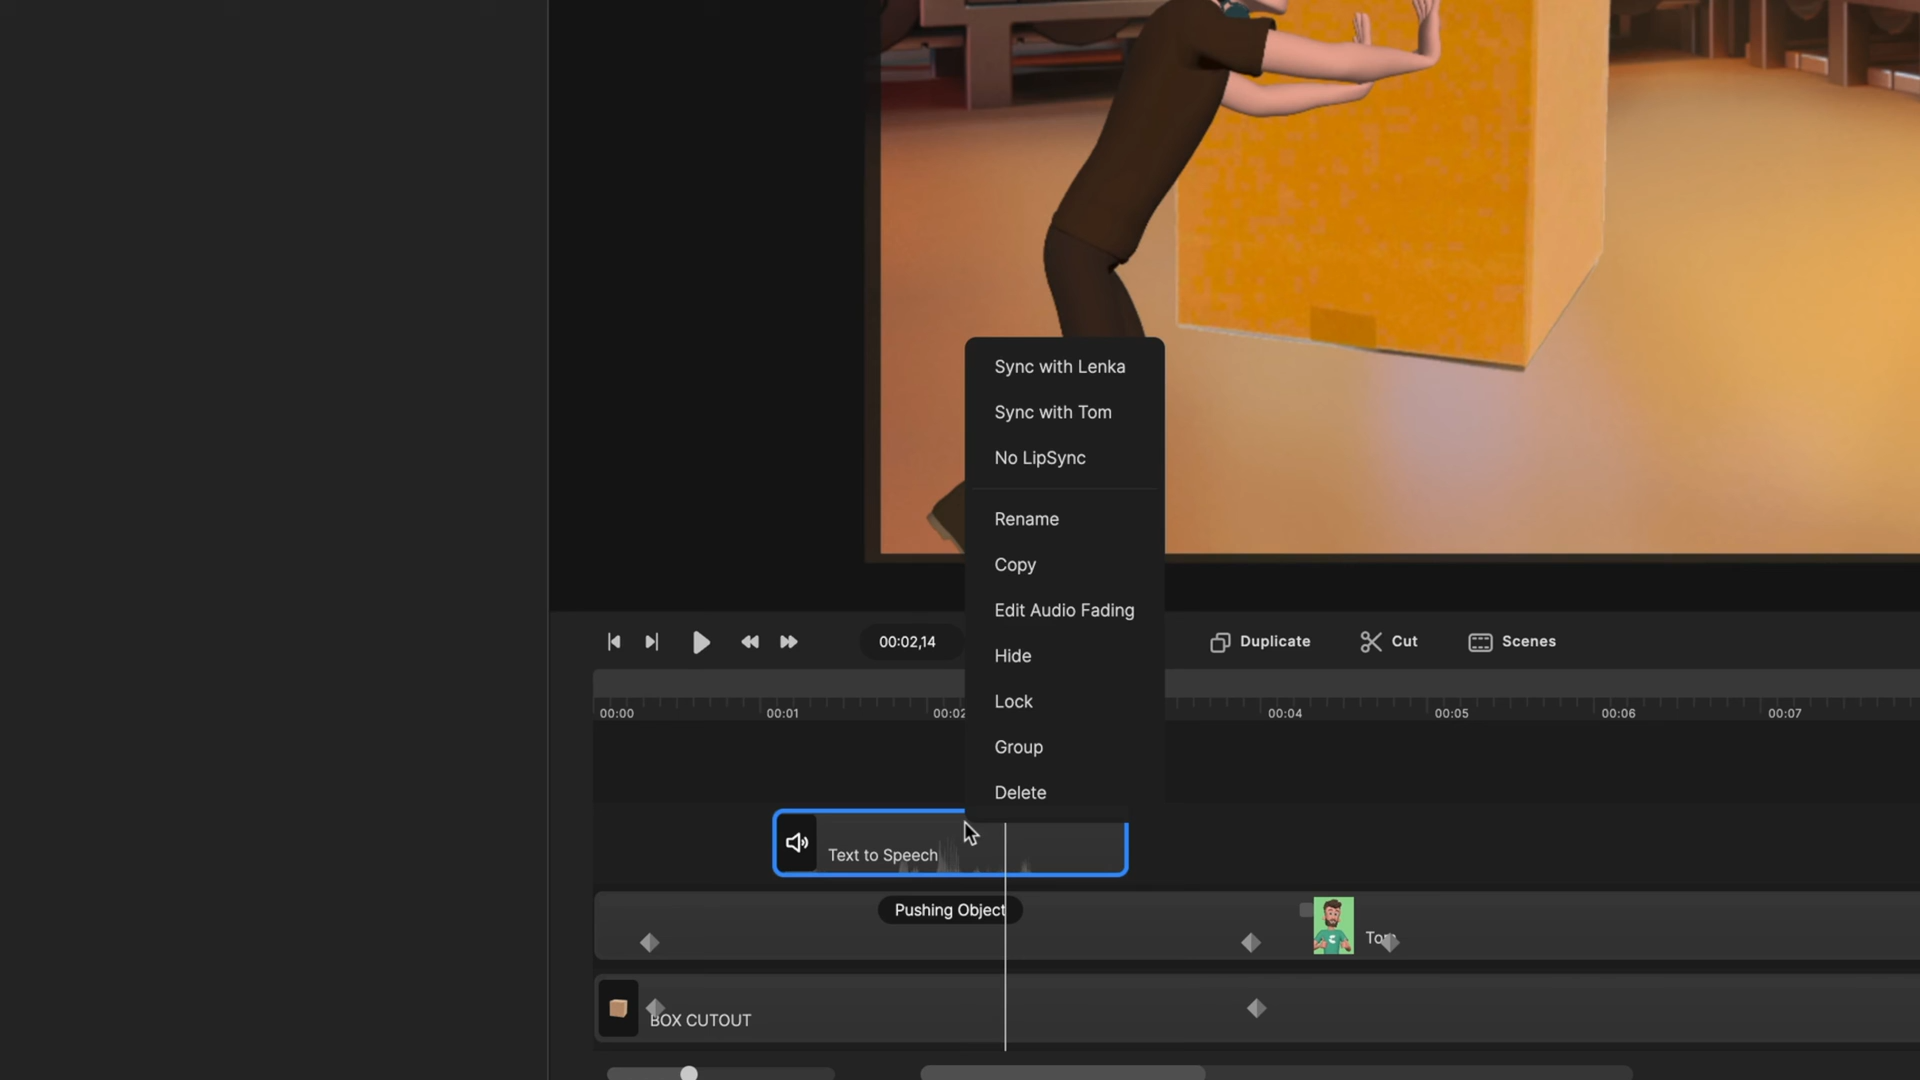 Sync with Lenka
Sync with Tom
No LipSync
Rename
Copy
Edit Audio Fading
Hide
Lock
Group
Delete
00:02,14
Duplicate
Cut
Scenes
00:00
00:01
00:02
00:04
00:05
00:06
00:07
Text to Speech
Pushing Object
BOX CUTOUT